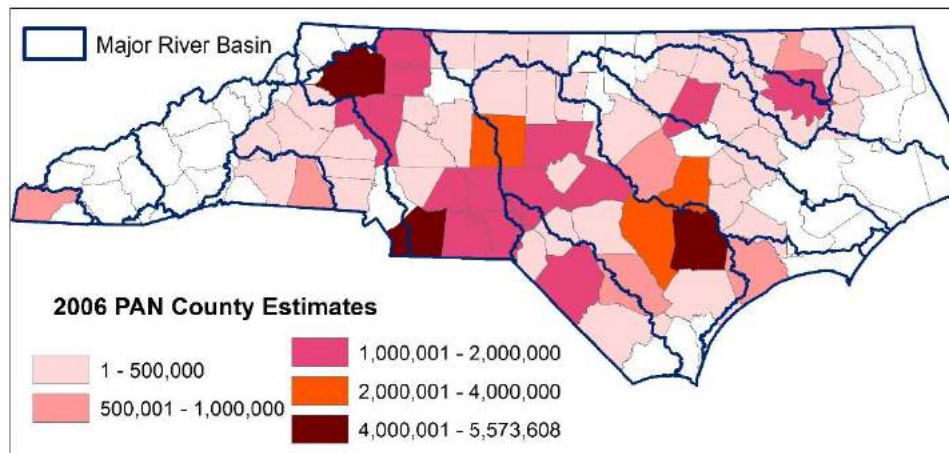 Major River Basin
2006 PAN County Estimates
1 - 500,000
500,001 - 1,000,000
1,000,001 - 2,000,000
2,000,001 - 4,000,000
4,000,001 - 5,573,608